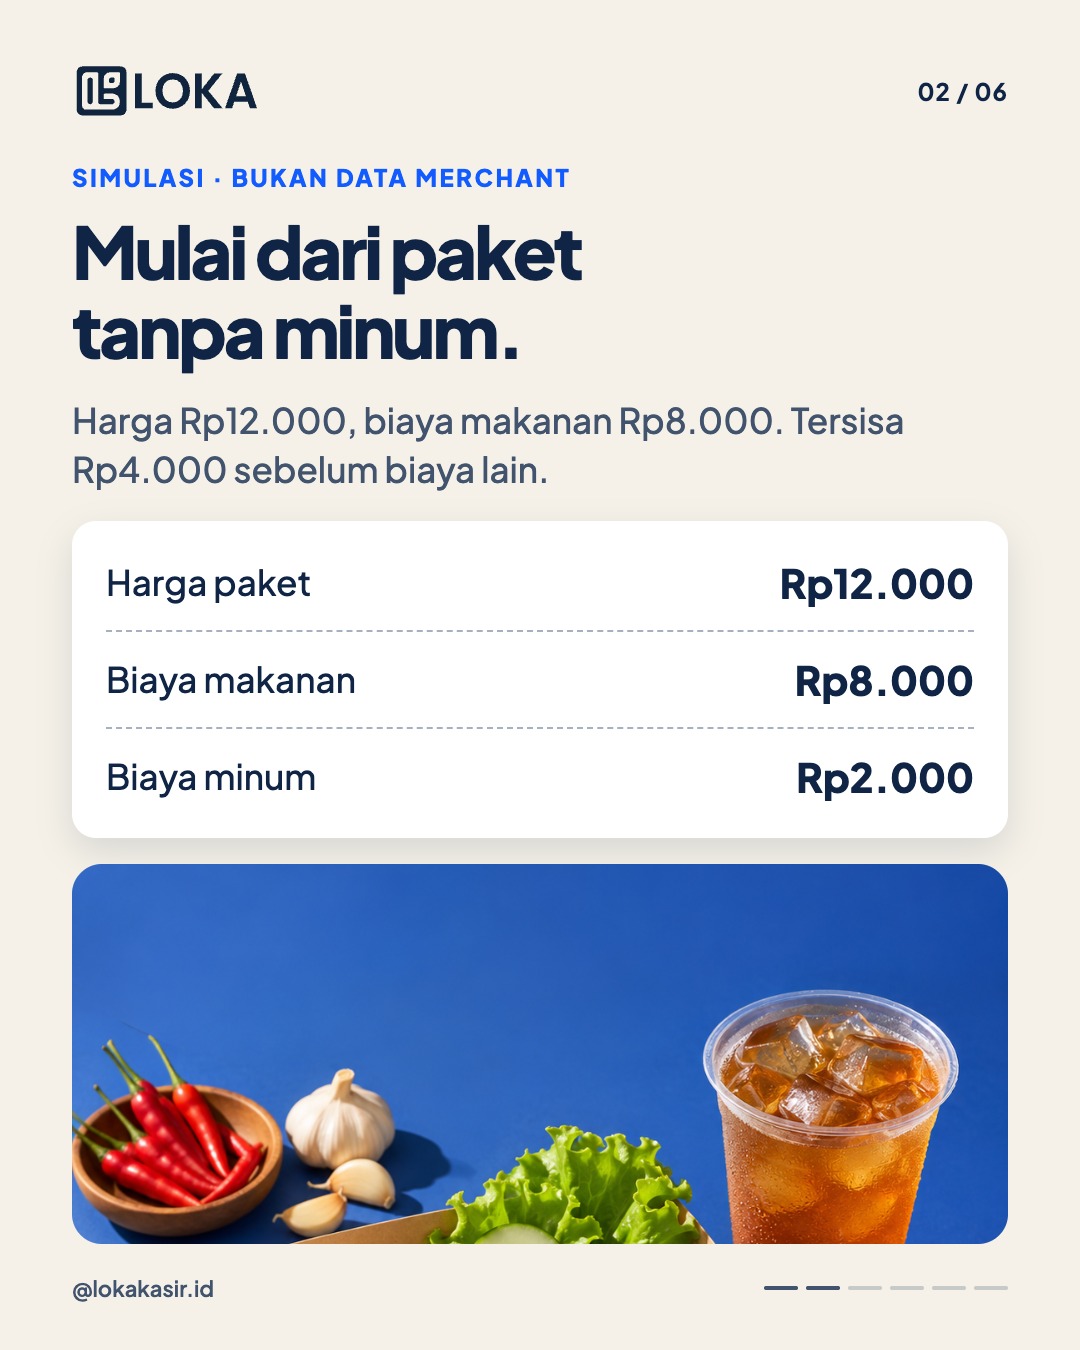 LOKA
02 / 06
SIMULASI · BUKAN DATA MERCHANT
Mulai dari paket
tanpa minum.
Harga Rp12.000, biaya makanan Rp8.000. Tersisa
Rp4.000 sebelum biaya lain.
Harga paket Rp12.000
Biaya makanan Rp8.000
Biaya minum Rp2.000
@lokakasir.id